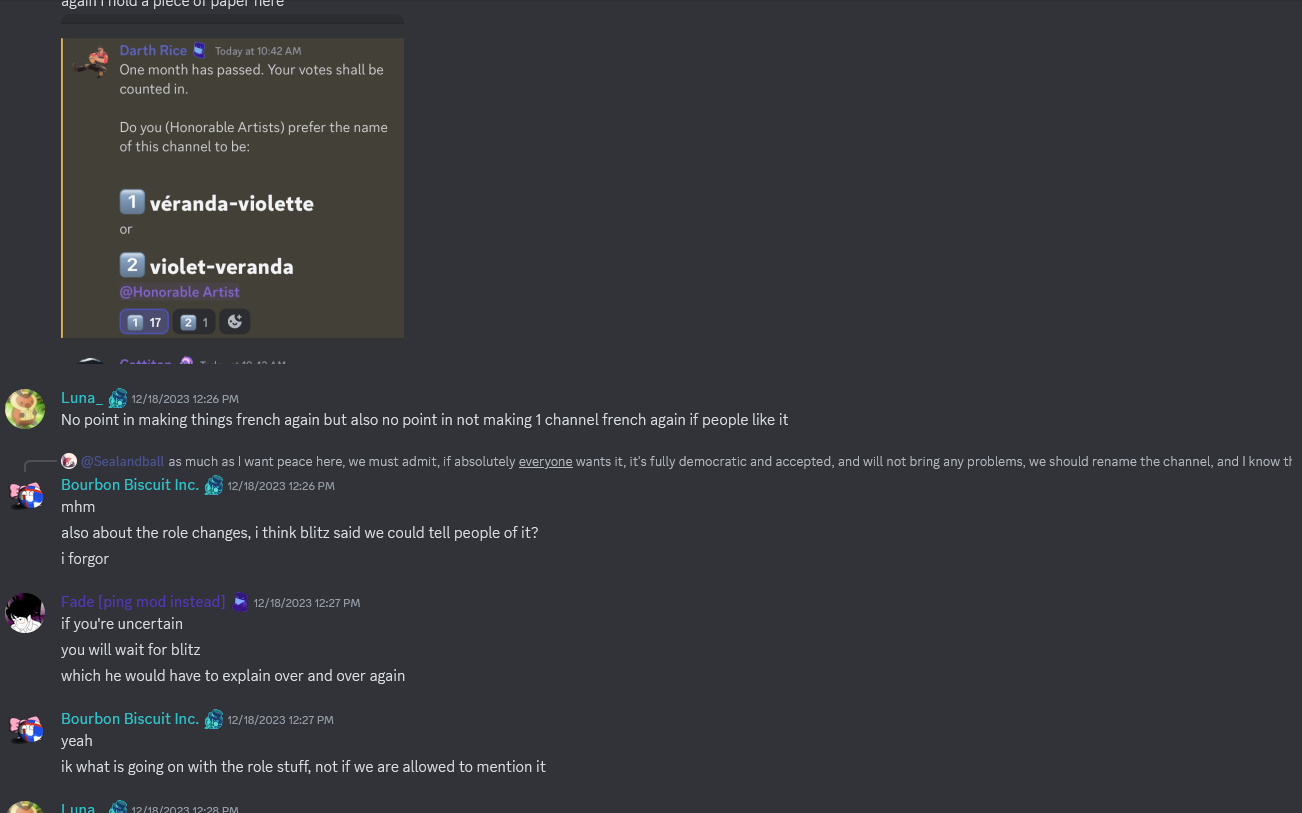 again i hold a piece of paper here
Darth Rice Today at 10:42 AM
One month has passed. Your votes shall be
counted in.
Do you (Honorable Artists) prefer the name
of this channel to be:
1 véranda-violette
or
2 violet-veranda
@Honorable Artist
1 17 2 1
Luna_ 12/18/2023 12:26 PM
No point in making things french again but also no point in not making 1 channel french again if people like it
@Sealandball as much as I want peace here, we must admit, if absolutely everyone wants it, it's fully democratic and accepted, and will not bring any problems, we should rename the channel, and I know
Bourbon Biscuit Inc. 12/18/2023 12:26 PM
mhm
also about the role changes, i think blitz said we could tell people of it?
i forgor
Fade [ping mod instead] 12/18/2023 12:27 PM
if you're uncertain
you will wait for blitz
which he would have to explain over and over again
Bourbon Biscuit Inc. 12/18/2023 12:27 PM
yeah
ik what is going on with the role stuff, not if we are allowed to mention it
Luna_ 12/18/2023 12:28 PM